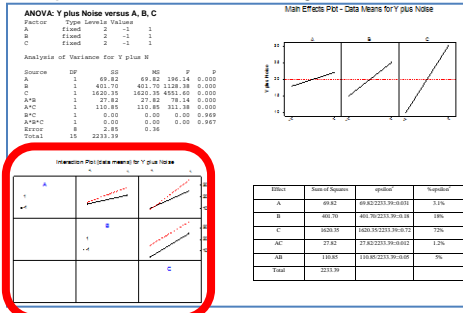 ANOVA: Y plus Noise versus A, B, C
Factor Type Levels Values
A fixed 2 -1 1
B fixed 2 -1 1
C fixed 2 -1 1
Analysis of Variance for Y plus N
Source DF SS MS F P
A 1 69.82 69.82 196.14 0.000
B 1 401.70 401.70 1128.38 0.000
C 1 1620.35 1620.35 4551.60 0.000
A*B 1 27.82 27.82 78.14 0.000
A*C 1 110.85 110.85 311.38 0.000
B*C 1 0.00 0.00 0.00 0.969
A*B*C 1 0.00 0.00 0.00 0.967
Error 8 2.85 0.36
Total 15 2233.39
Main Effects Plot - Data Means for Y plus Noise
A B C
Y plus Noise
Interaction Plot (data means) for Y plus Noise
A
B
C
Effect Sum of Squares epsilon² %epsilon²
A 69.82 69.82/2233.39=0.031 3.1%
B 401.70 401.70/2233.39=0.18 18%
C 1620.35 1620.35/2233.39=0.72 72%
AC 27.82 27.82/2233.39=0.012 1.2%
AB 110.85 110.85/2233.39=0.05 5%
Total 2233.39